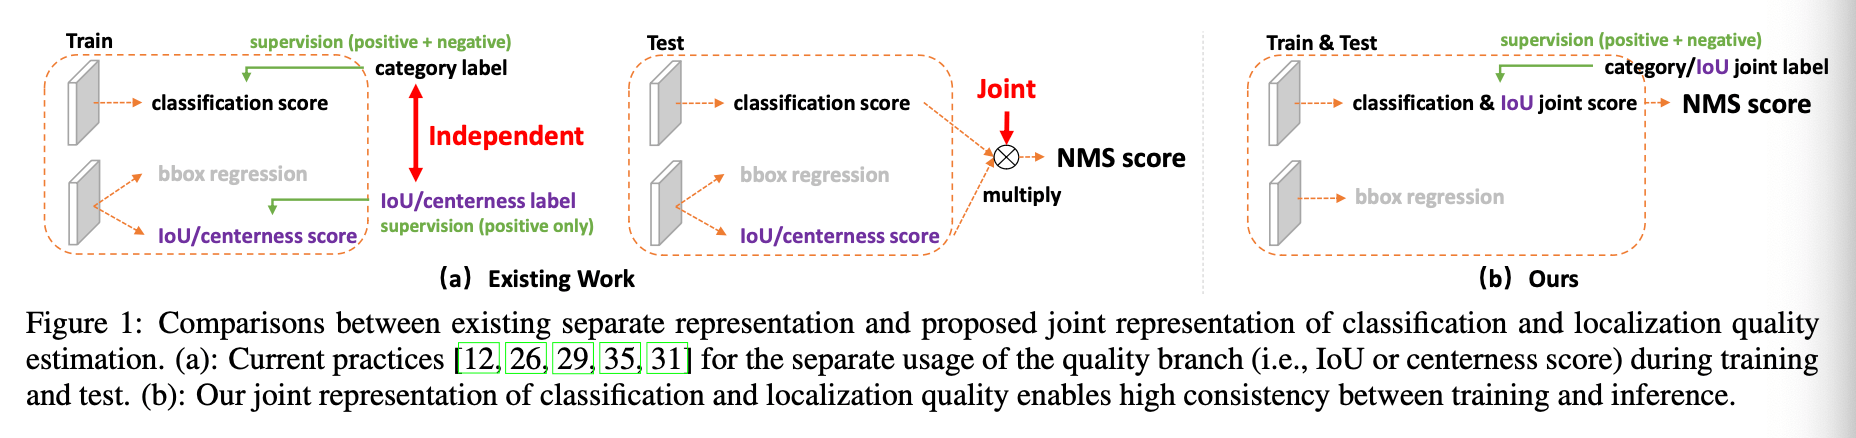 Train
supervision (positive + negative)
category label
classification score
Independent
bbox regression
IoU/centerness label
supervision (positive only)
IoU/centerness score
Test
classification score
Joint
NMS score
bbox regression
multiply
IoU/centerness score
(a) Existing Work
Train & Test
supervision (positive + negative)
category/IoU joint label
classification & IoU joint score
NMS score
bbox regression
(b) Ours
Figure 1: Comparisons between existing separate representation and proposed joint representation of classification and localization quality
estimation. (a): Current practices [12, 26, 29, 35, 31] for the separate usage of the quality branch (i.e., IoU or centerness score) during training
and test. (b): Our joint representation of classification and localization quality enables high consistency between training and inference.